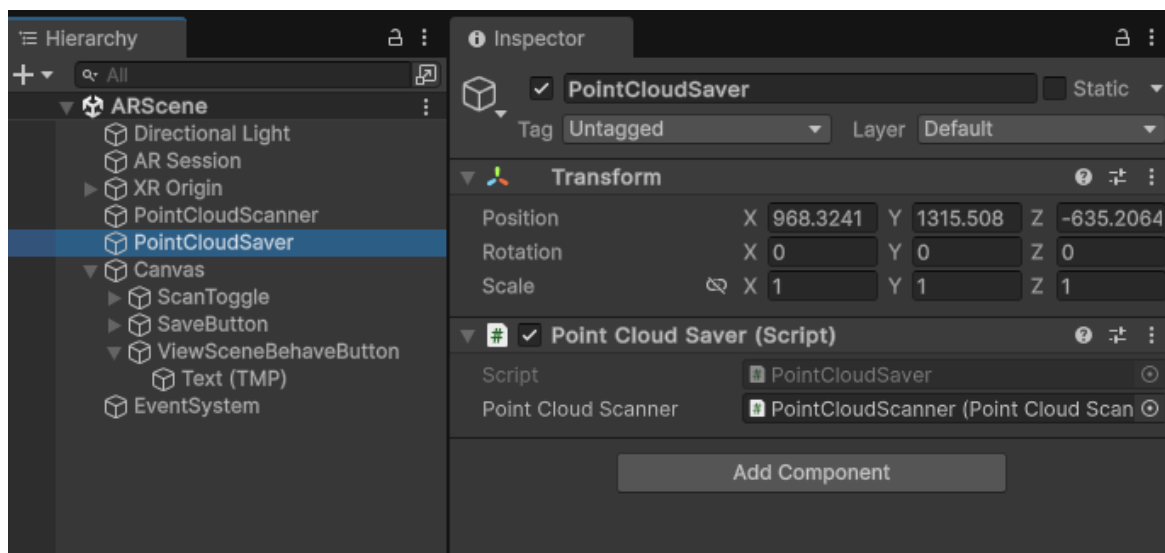 Hierarchy
All
ARScene
Directional Light
AR Session
XR Origin
PointCloudScanner
PointCloudSaver
Canvas
ScanToggle
SaveButton
ViewSceneBehaveButton
Text (TMP)
EventSystem
Inspector
PointCloudSaver Static
Tag Untagged Layer Default
Transform
Position X 968.3241 Y 1315.508 Z -635.2064
Rotation X 0 Y 0 Z 0
Scale X 1 Y 1 Z 1
# Point Cloud Saver (Script)
Script # PointCloudSaver
Point Cloud Scanner # PointCloudScanner (Point Cloud Scan
Add Component